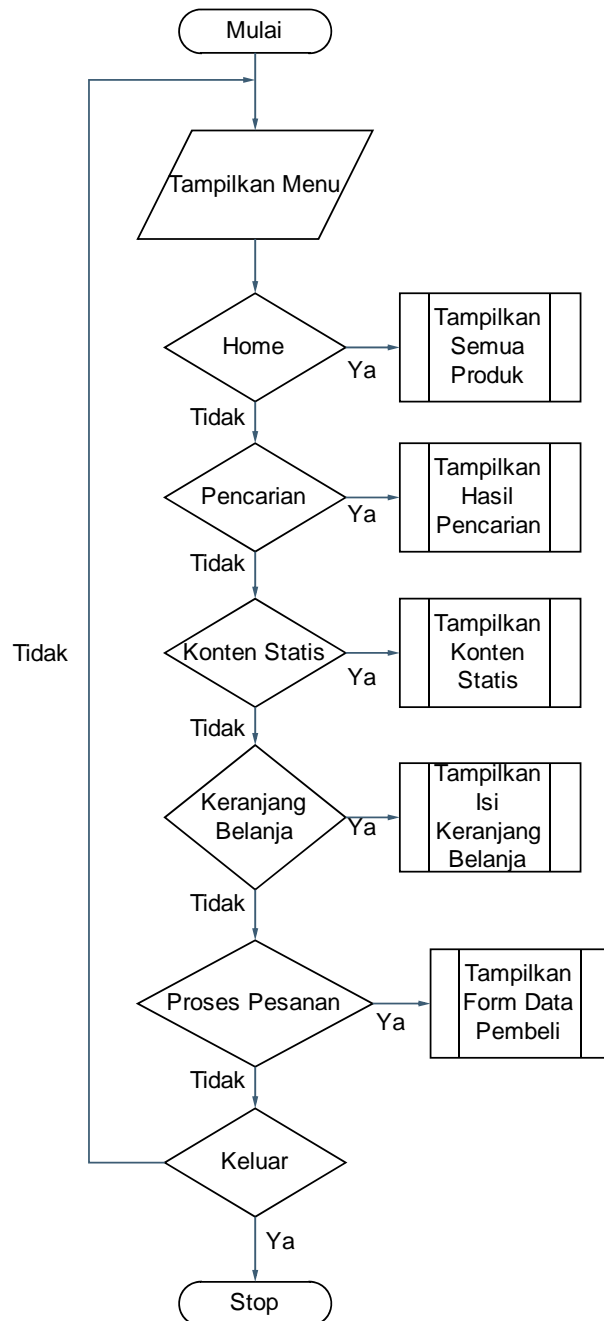 Mulai
Tampilkan Menu
Home
Ya
Tampilkan
Semua
Produk
Tidak
Pencarian
Ya
Tampilkan
Hasil
Pencarian
Tidak
Tidak
Konten Statis
Ya
Tampilkan
Konten
Statis
Tidak
Keranjang
Belanja
Ya
Tampilkan
Isi
Keranjang
Belanja
Tidak
Proses Pesanan
Ya
Tampilkan
Form Data
Pembeli
Tidak
Keluar
Ya
Stop